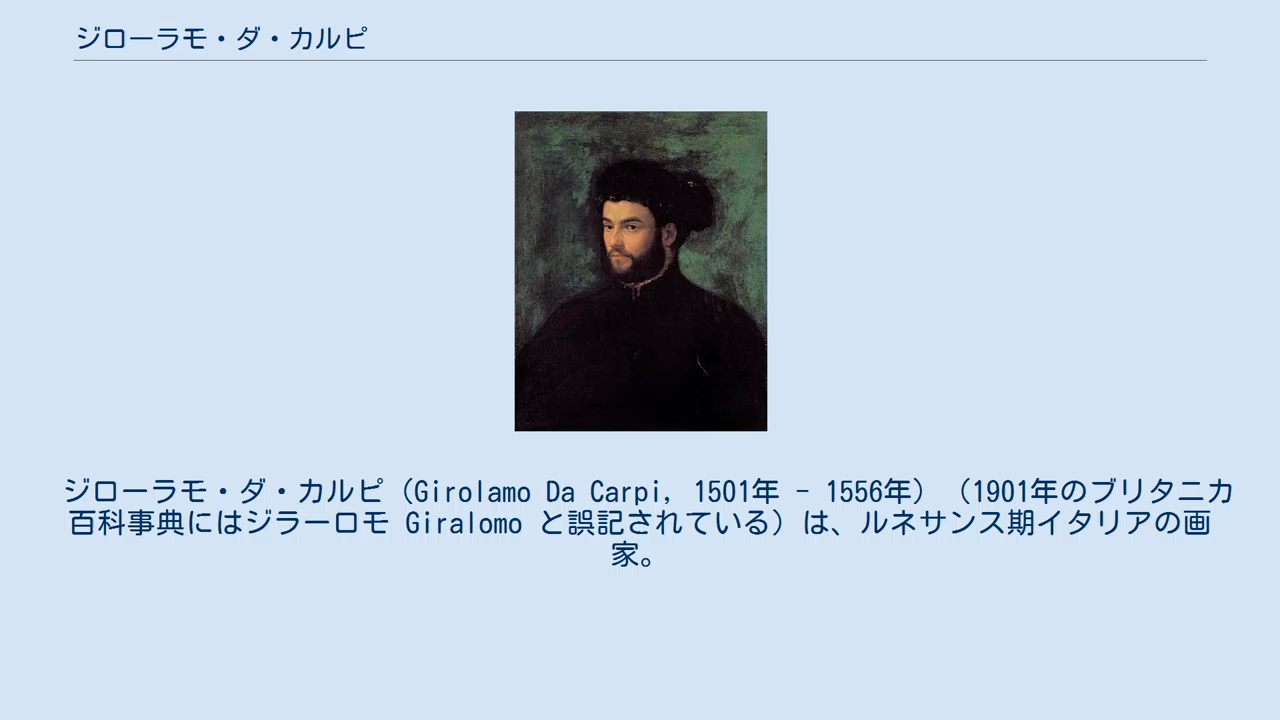 ジローラモ・ダ・カルピ
ジローラモ・ダ・カルピ（Girolamo Da Carpi, 1501年 - 1556年）（1901年のブリタニカ
百科事典にはジラーロモ Giralomo と誤記されている）は、ルネサンス期イタリアの画
家。